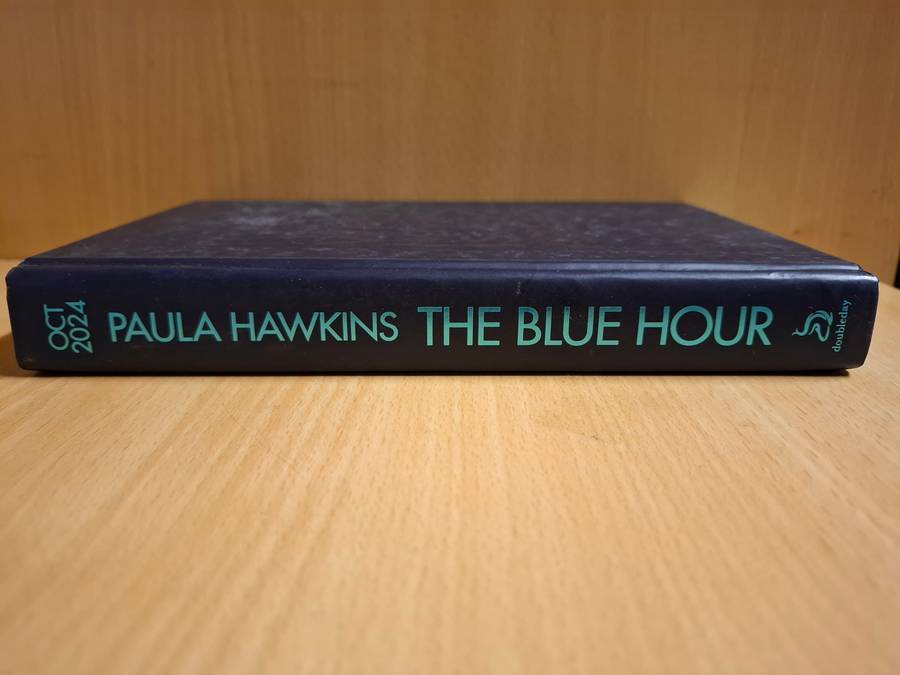 OCT
2024
PAULA HAWKINS THE BLUE HOUR
doubleday